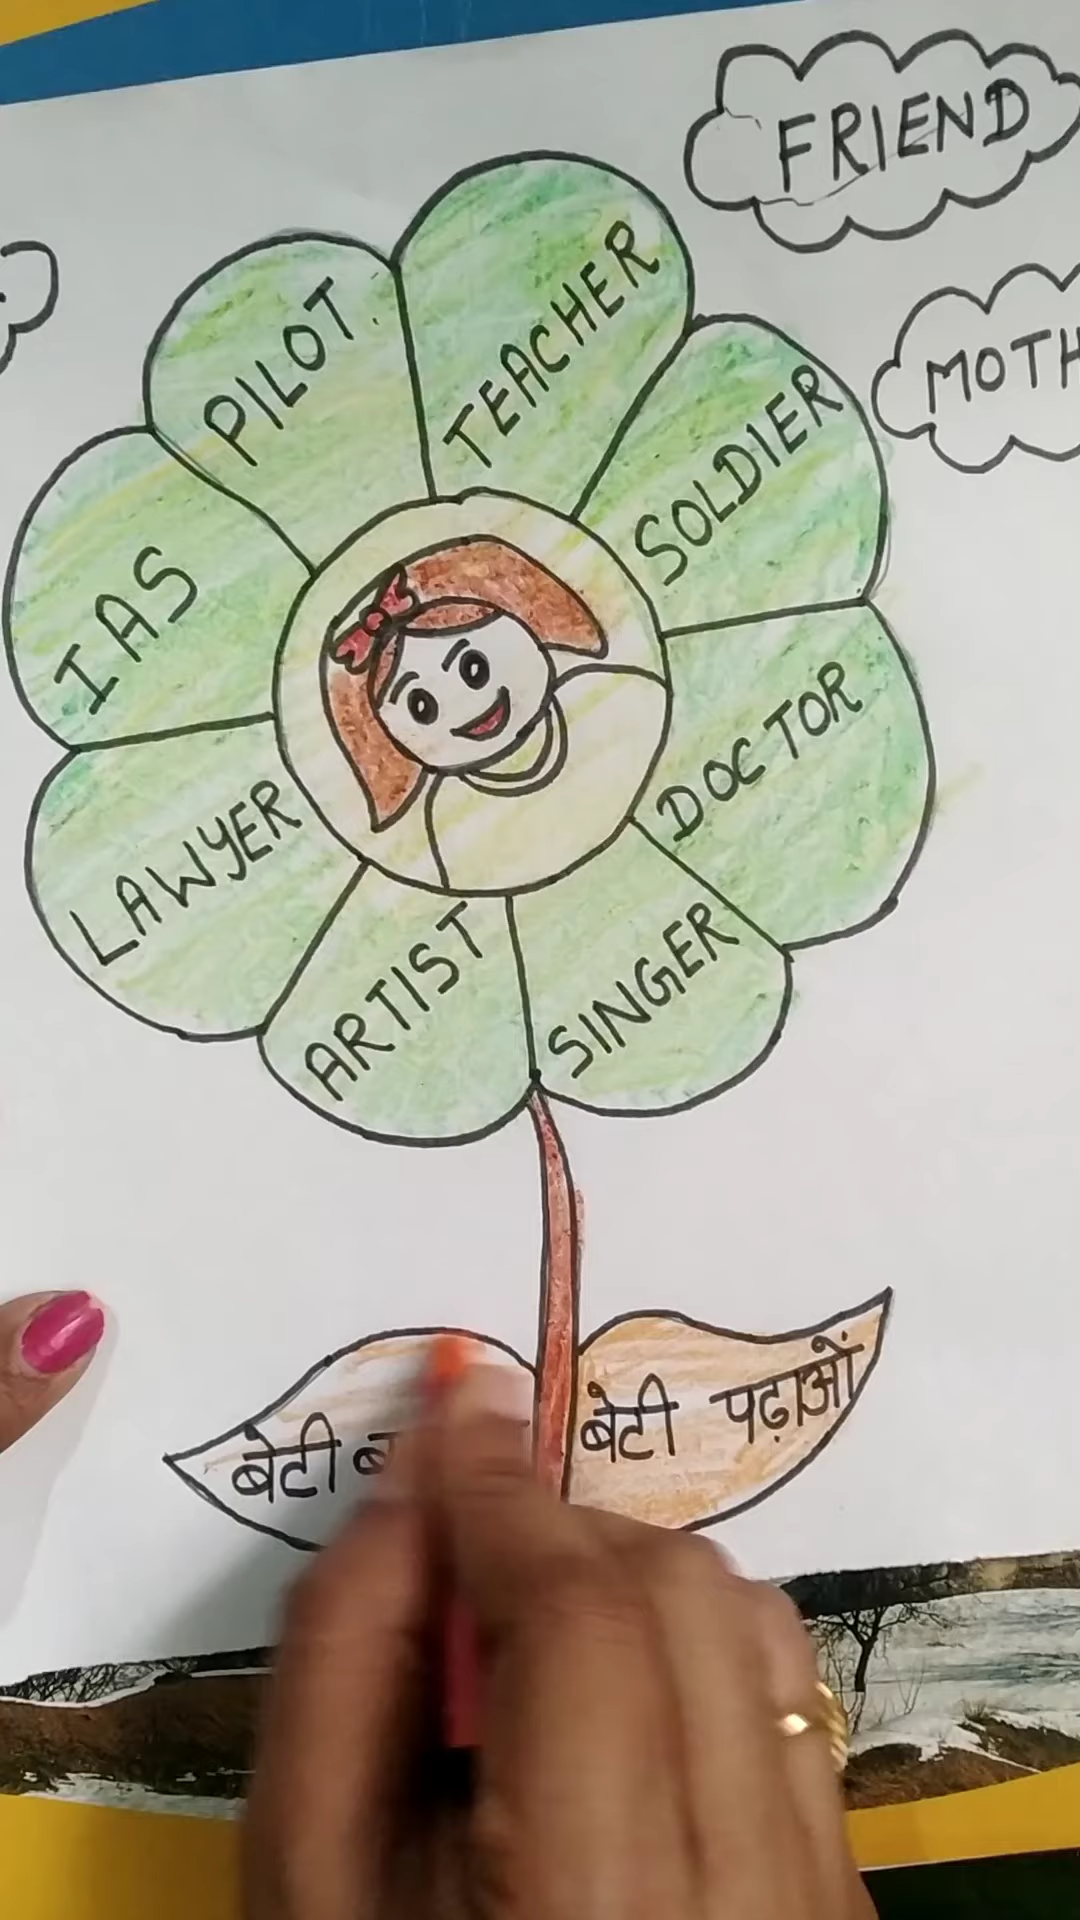 FRIEND
MOTH
TEACHER
PILOT
SOLDIER
IAS
DOCTOR
LAWYER
ARTIST
SINGER
बेटी
बेटी पढ़ाओं